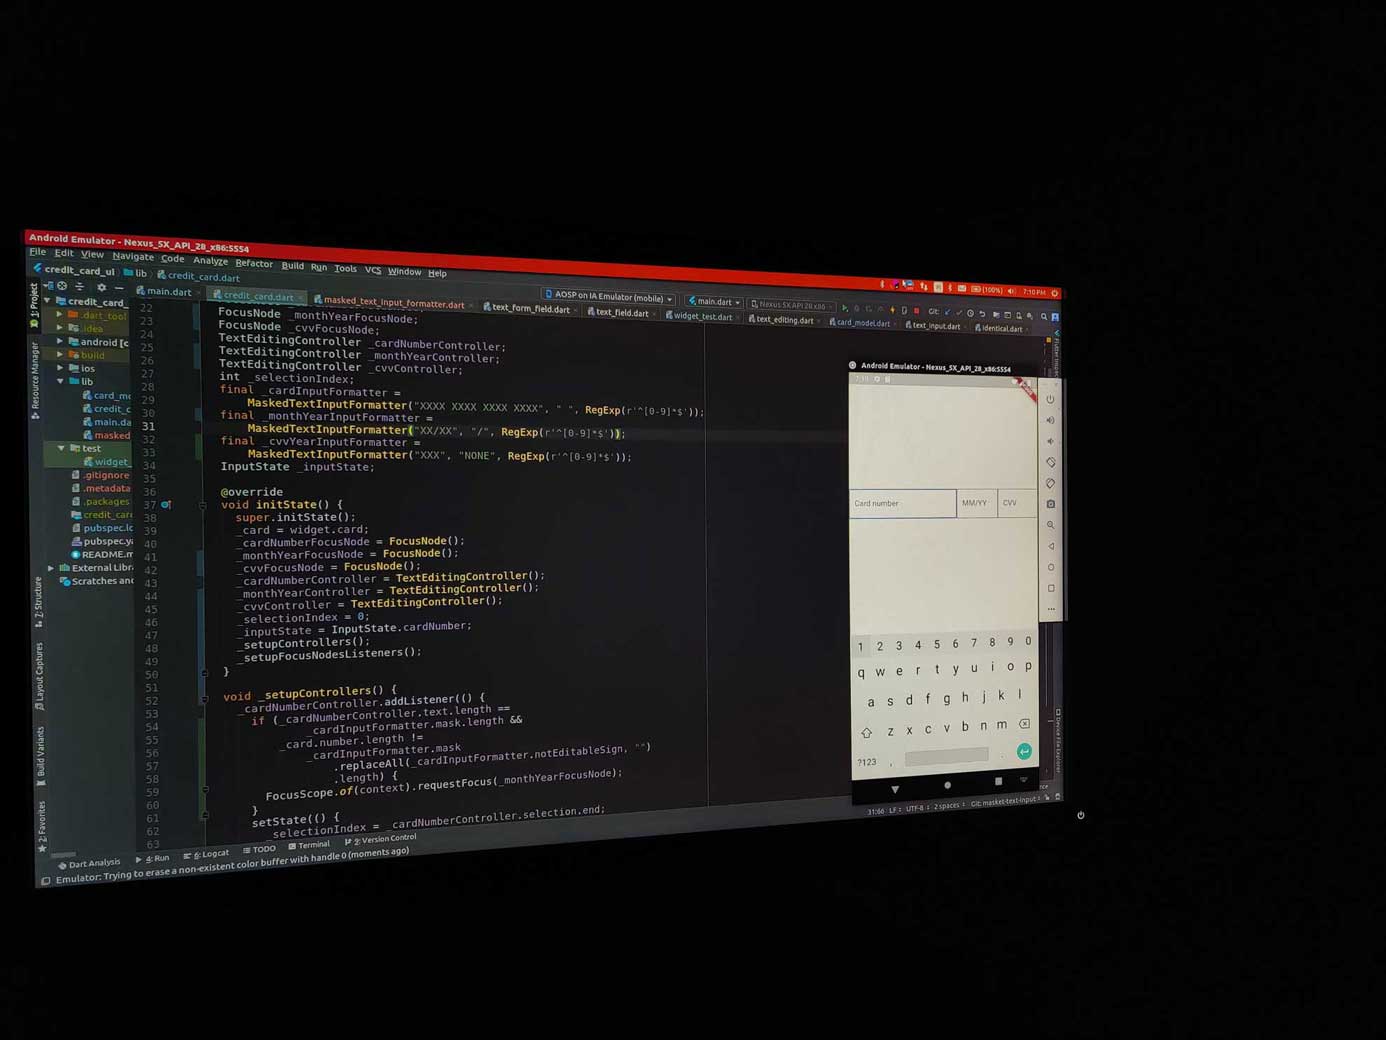 Android Emulator - Nexus_5X_API_28_x86:5554
File Edit View Navigate Code Analyze Refactor Build Run Tools VCS Window Help
(100%) 7:10 PM
credit_card_ui lib credit_card.dart
AOSP on IA Emulator (mobile) main.dart Nexus 5X API 28 x86 Git:
1: Project
Resource Manager
Z: Structure
Layout Captures
Build Variants
2: Favorites
main.dart credit_card.dart masked_text_input_formatter.dart text_form_field.dart text_field.dart widget_test.dart text_editing.dart card_model.dart text_input.dart identical.dart
credit_card_
.dart_tool
.idea
android [c
build
ios
lib
card_mo
credit_c
main.da
masked
test
widget_
.gitignore
.metadata
.packages
credit_car
pubspec.lo
pubspec.ya
README.m
External Libra
Scratches and
22
23 FocusNode _monthYearFocusNode;
24 FocusNode _cvvFocusNode;
25 TextEditingController _cardNumberController;
26 TextEditingController _monthYearController;
27 TextEditingController _cvvController;
28 int _selectionIndex;
29 final _cardInputFormatter =
30 MaskedTextInputFormatter("XXXX XXXX XXXX XXXX", " ", RegExp(r'^[0-9]*$'));
31 final _monthYearInputFormatter =
32 MaskedTextInputFormatter("XX/XX", "/", RegExp(r'^[0-9]*$'));
33 final _cvvYearInputFormatter =
34 MaskedTextInputFormatter("XXX", "NONE", RegExp(r'^[0-9]*$'));
35 InputState _inputState;
36 @override
37 void initState() {
38 super.initState();
39 _card = widget.card;
40 _cardNumberFocusNode = FocusNode();
41 _monthYearFocusNode = FocusNode();
42 _cvvFocusNode = FocusNode();
43 _cardNumberController = TextEditingController();
44 _monthYearController = TextEditingController();
45 _cvvController = TextEditingController();
46 _selectionIndex = 0;
47 _inputState = InputState.cardNumber;
48 _setupControllers();
49 _setupFocusNodesListeners();
50 }
51
52 void _setupControllers() {
53 _cardNumberController.addListener(() {
54 if (_cardNumberController.text.length ==
55 _cardInputFormatter.mask.length &&
56 _card.number.length !=
57 _cardInputFormatter.mask
58 .replaceAll(_cardInputFormatter.notEditableSign, "")
59 .length) {
60 FocusScope.of(context).requestFocus(_monthYearFocusNode);
61 }
62 setState(() {
63 _selectionIndex = _cardNumberController.selection.end;
Android Emulator - Nexus_5X_API_28_x86:5554
Card number MM/YY CVV
1 2 3 4 5 6 7 8 9 0
q w e r t y u i o p
a s d f g h j k l
z x c v b n m
?123 , .
Device File Explorer
Dart Analysis 4: Run 6: Logcat TODO Terminal 9: Version Control
Emulator: Trying to erase a non-existent color buffer with handle 0 (moments ago)
31:66 LF UTF-8 2 spaces Git: masket-text-input